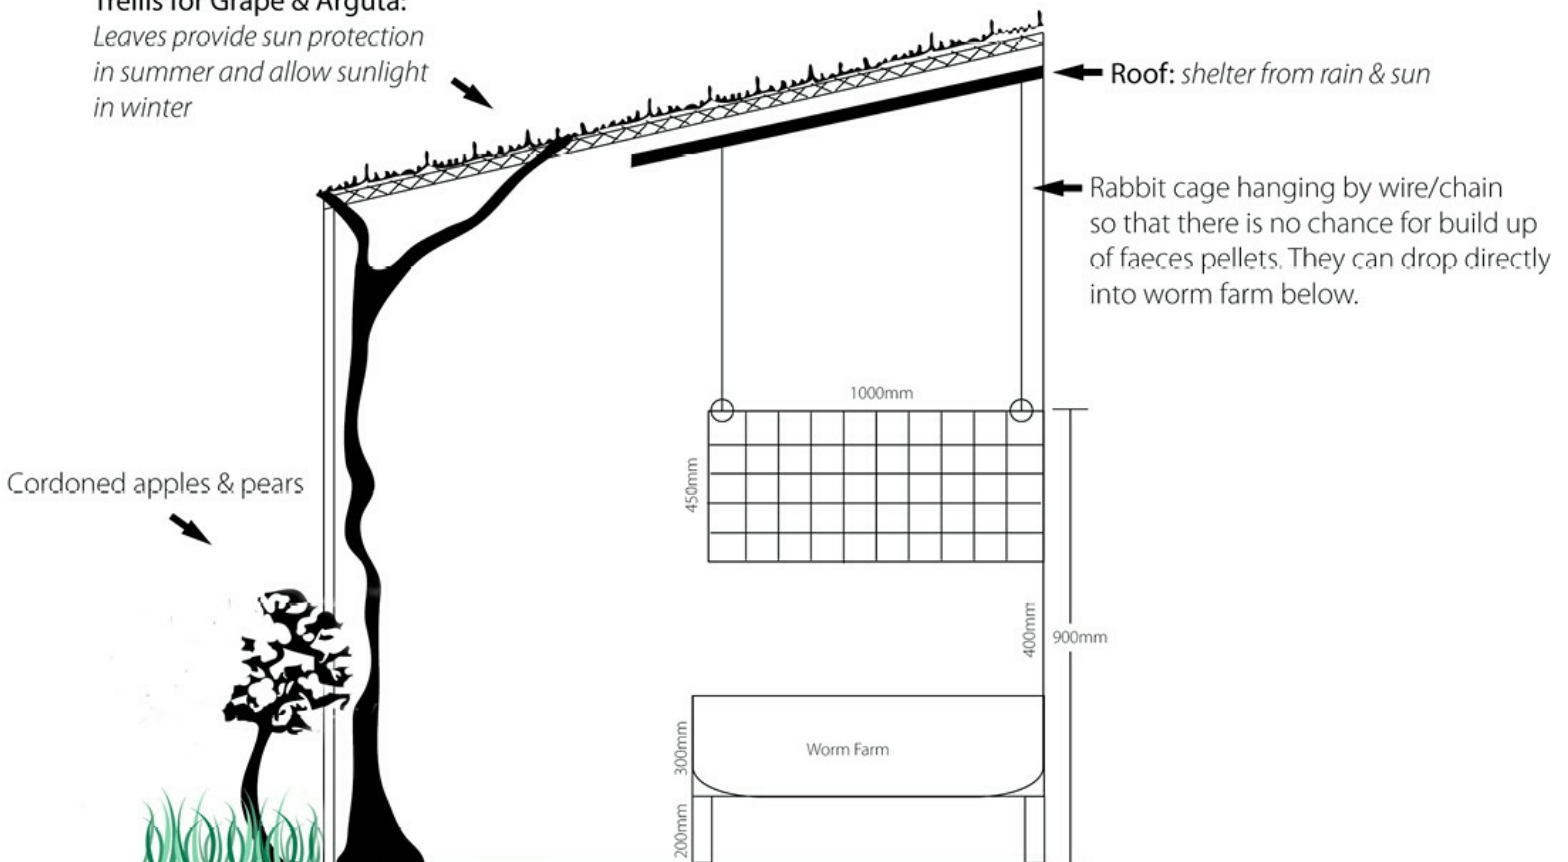 Trellis for Grape & Arguta:
Leaves provide sun protection
in summer and allow sunlight
in winter
Roof: shelter from rain & sun
Rabbit cage hanging by wire/chain
so that there is no chance for build up
of faeces pellets. They can drop directly
into worm farm below.
1000mm
450mm
Cordoned apples & pears
400mm
900mm
300mm
Worm Farm
200mm